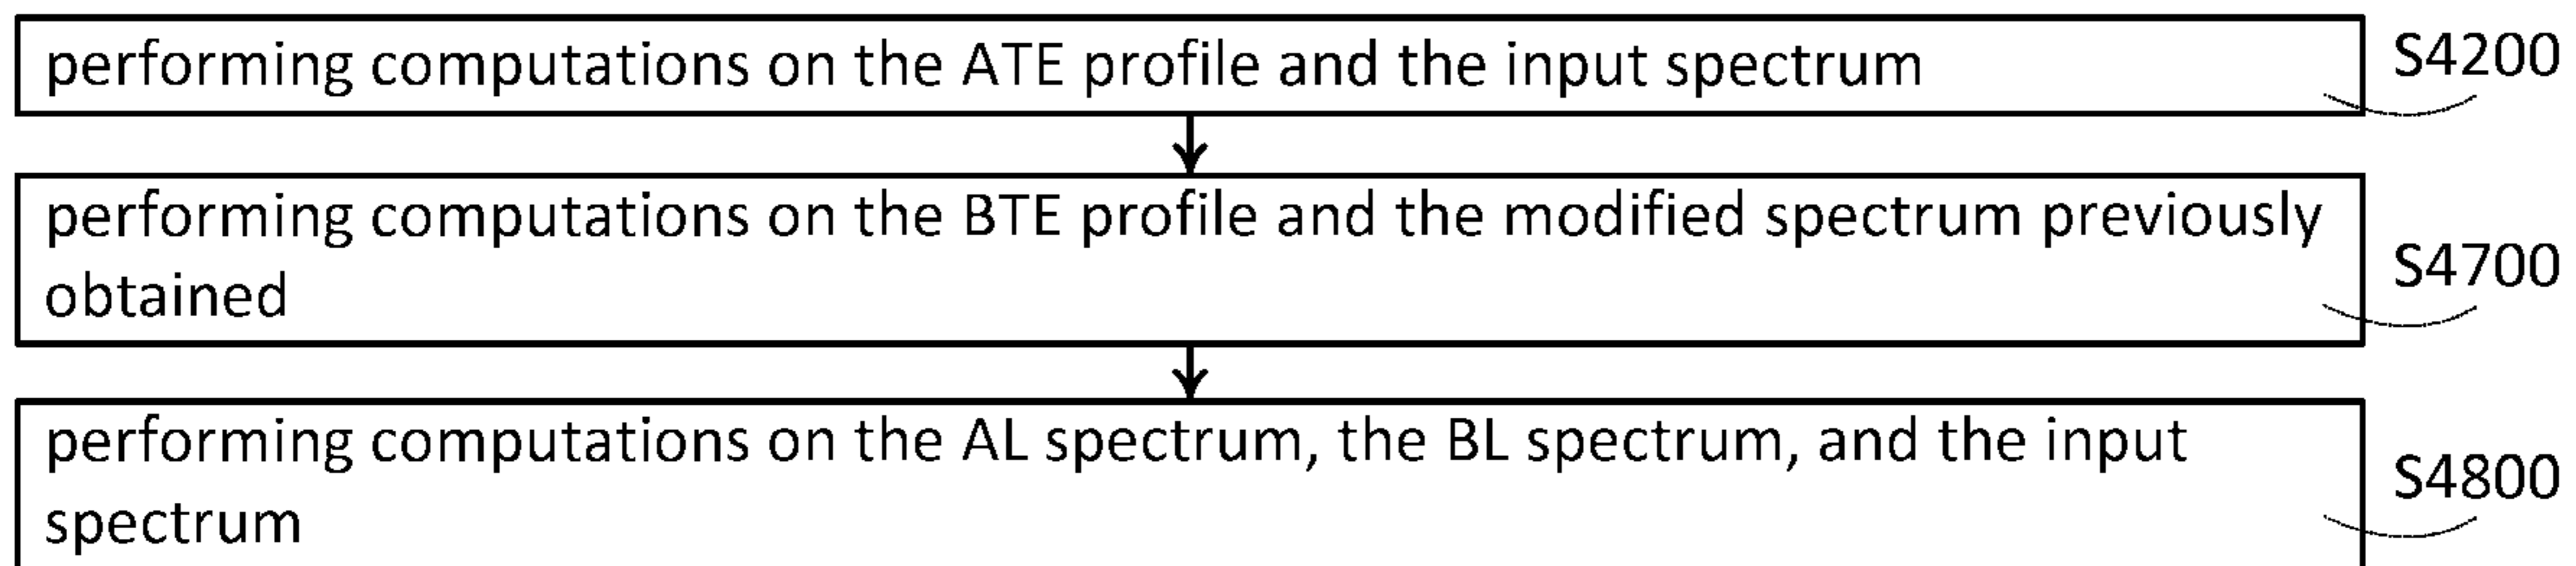 performing computations on the ATE profile and the input spectrum
S4200
performing computations on the BTE profile and the modified spectrum previously
obtained
S4700
performing computations on the AL spectrum, the BL spectrum, and the input
spectrum
S4800